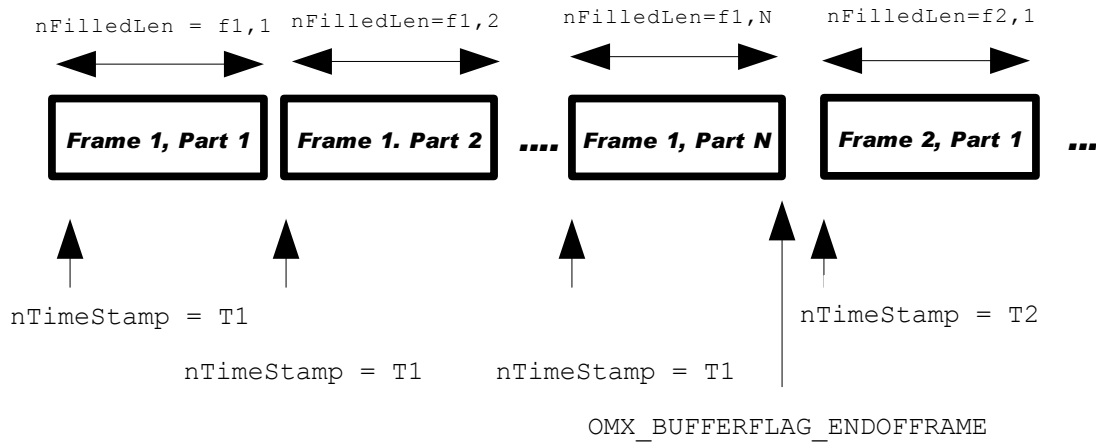 nFilledLen = f1,1
nFilledLen=f1,2
nFilledLen=f1,N
nFilledLen=f2,1
Frame 1, Part 1
Frame 1. Part 2
....
Frame 1, Part N
Frame 2, Part 1
...
nTimeStamp = T1
nTimeStamp = T2
nTimeStamp = T1
nTimeStamp = T1
OMX_BUFFERFLAG_ENDOFFRAME